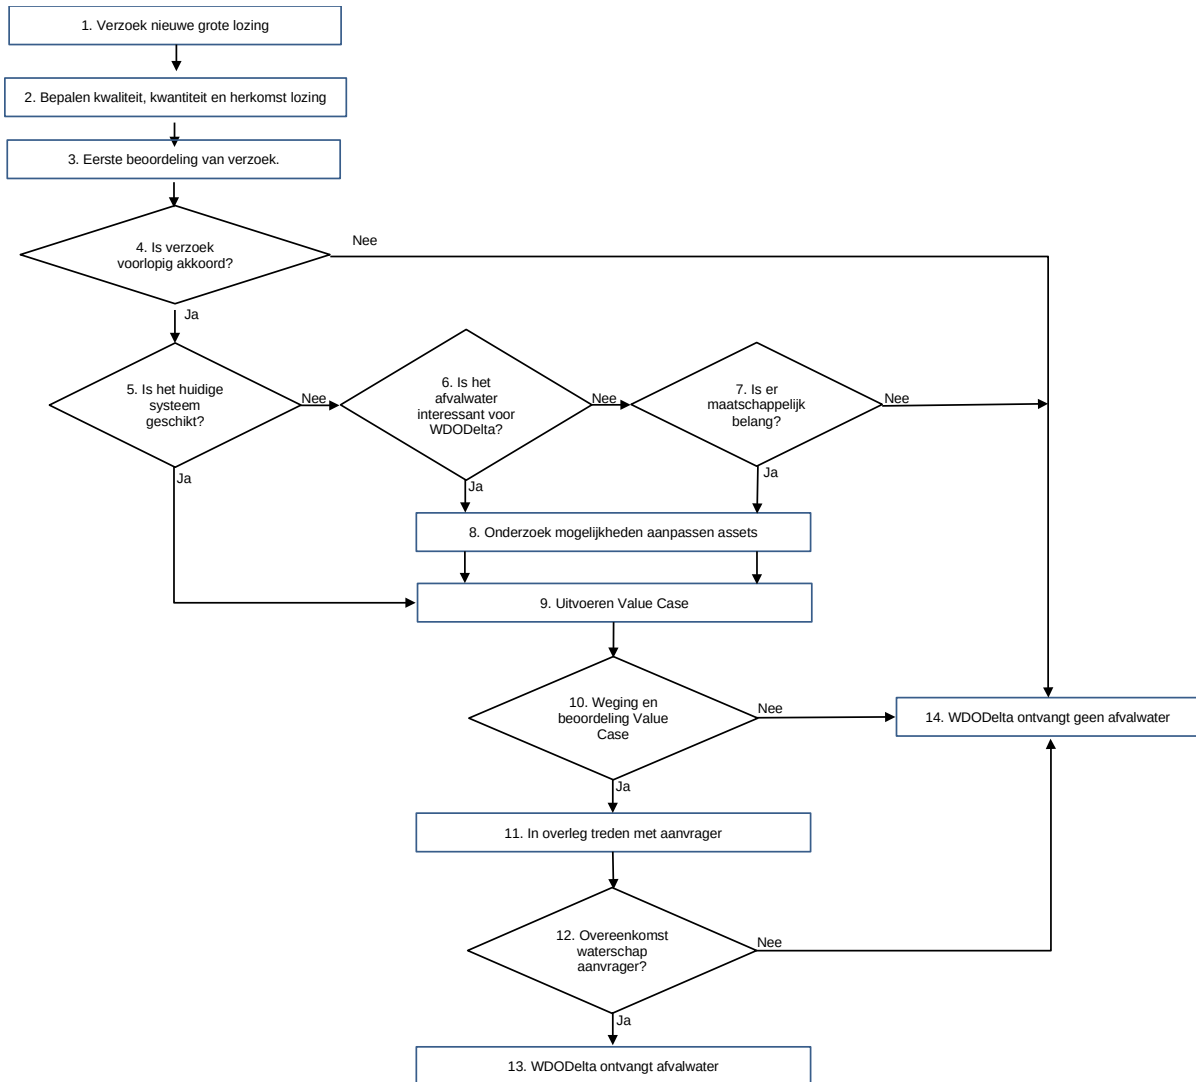 1. Verzoek nieuwe grote lozing
2. Bepalen kwaliteit, kwantiteit en herkomst lozing
3. Eerste beoordeling van verzoek.
4. Is verzoek
voorlopig akkoord?
Nee
Ja
5. Is het huidige
systeem
geschikt?
Nee
Ja
6. Is het
afvalwater
interessant voor
WDODelta?
Nee
Ja
7. Is er
maatschappelijk
belang?
Nee
Ja
8. Onderzoek mogelijkheden aanpassen assets
9. Uitvoeren Value Case
10. Weging en
beoordeling Value
Case
Nee
Ja
14. WDODelta ontvangt geen afvalwater
11. In overleg treden met aanvrager
12. Overeenkomst
waterschap
aanvrager?
Nee
Ja
13. WDODelta ontvangt afvalwater